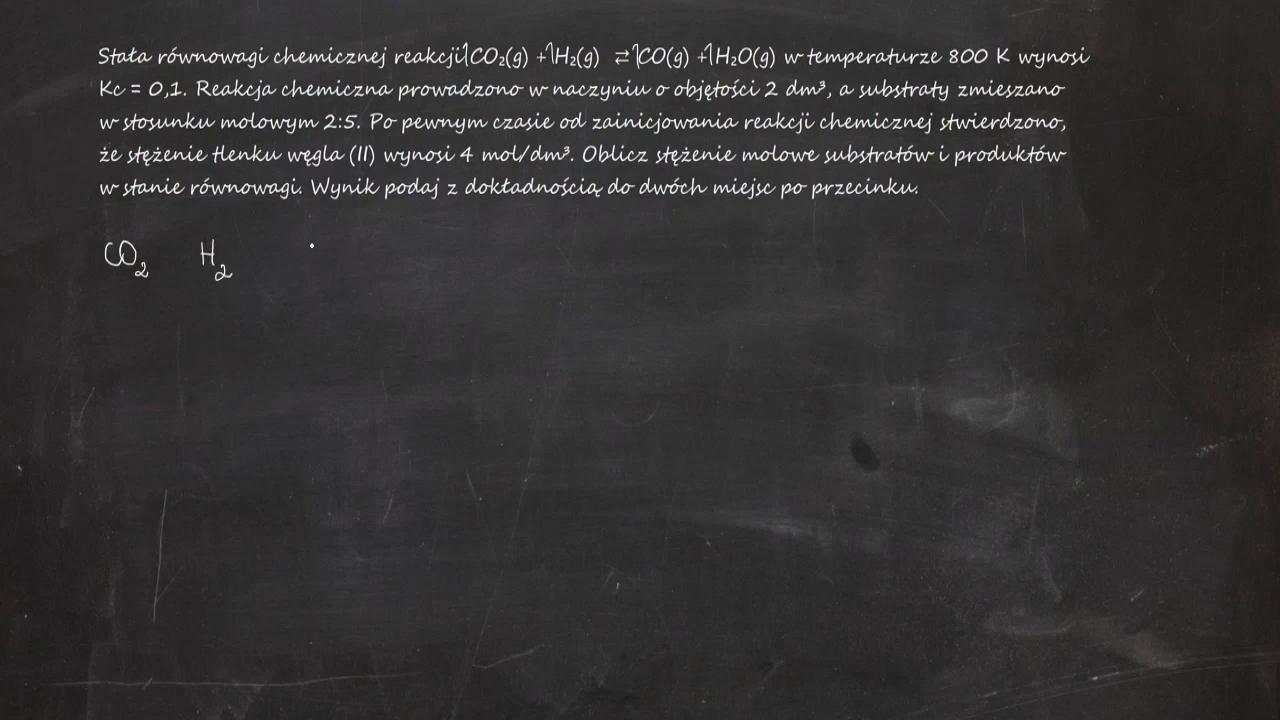 Stała równowagi chemicznej reakcji 1CO₂(g) + 1H₂(g) ⇄ 1CO(g) + 1H₂O(g) w temperaturze 800 K wynosi
Kc = 0,1. Reakcja chemiczna prowadzono w naczyniu o objętości 2 dm³, a substraty zmieszano
w stosunku molowym 2:5. Po pewnym czasie od zainicjowania reakcji chemicznej stwierdzono,
że stężenie tlenku węgla (II) wynosi 4 mol/dm³. Oblicz stężenie molowe substratów i produktów
w stanie równowagi. Wynik podaj z dokładnością do dwóch miejsc po przecinku.
CO₂ H₂